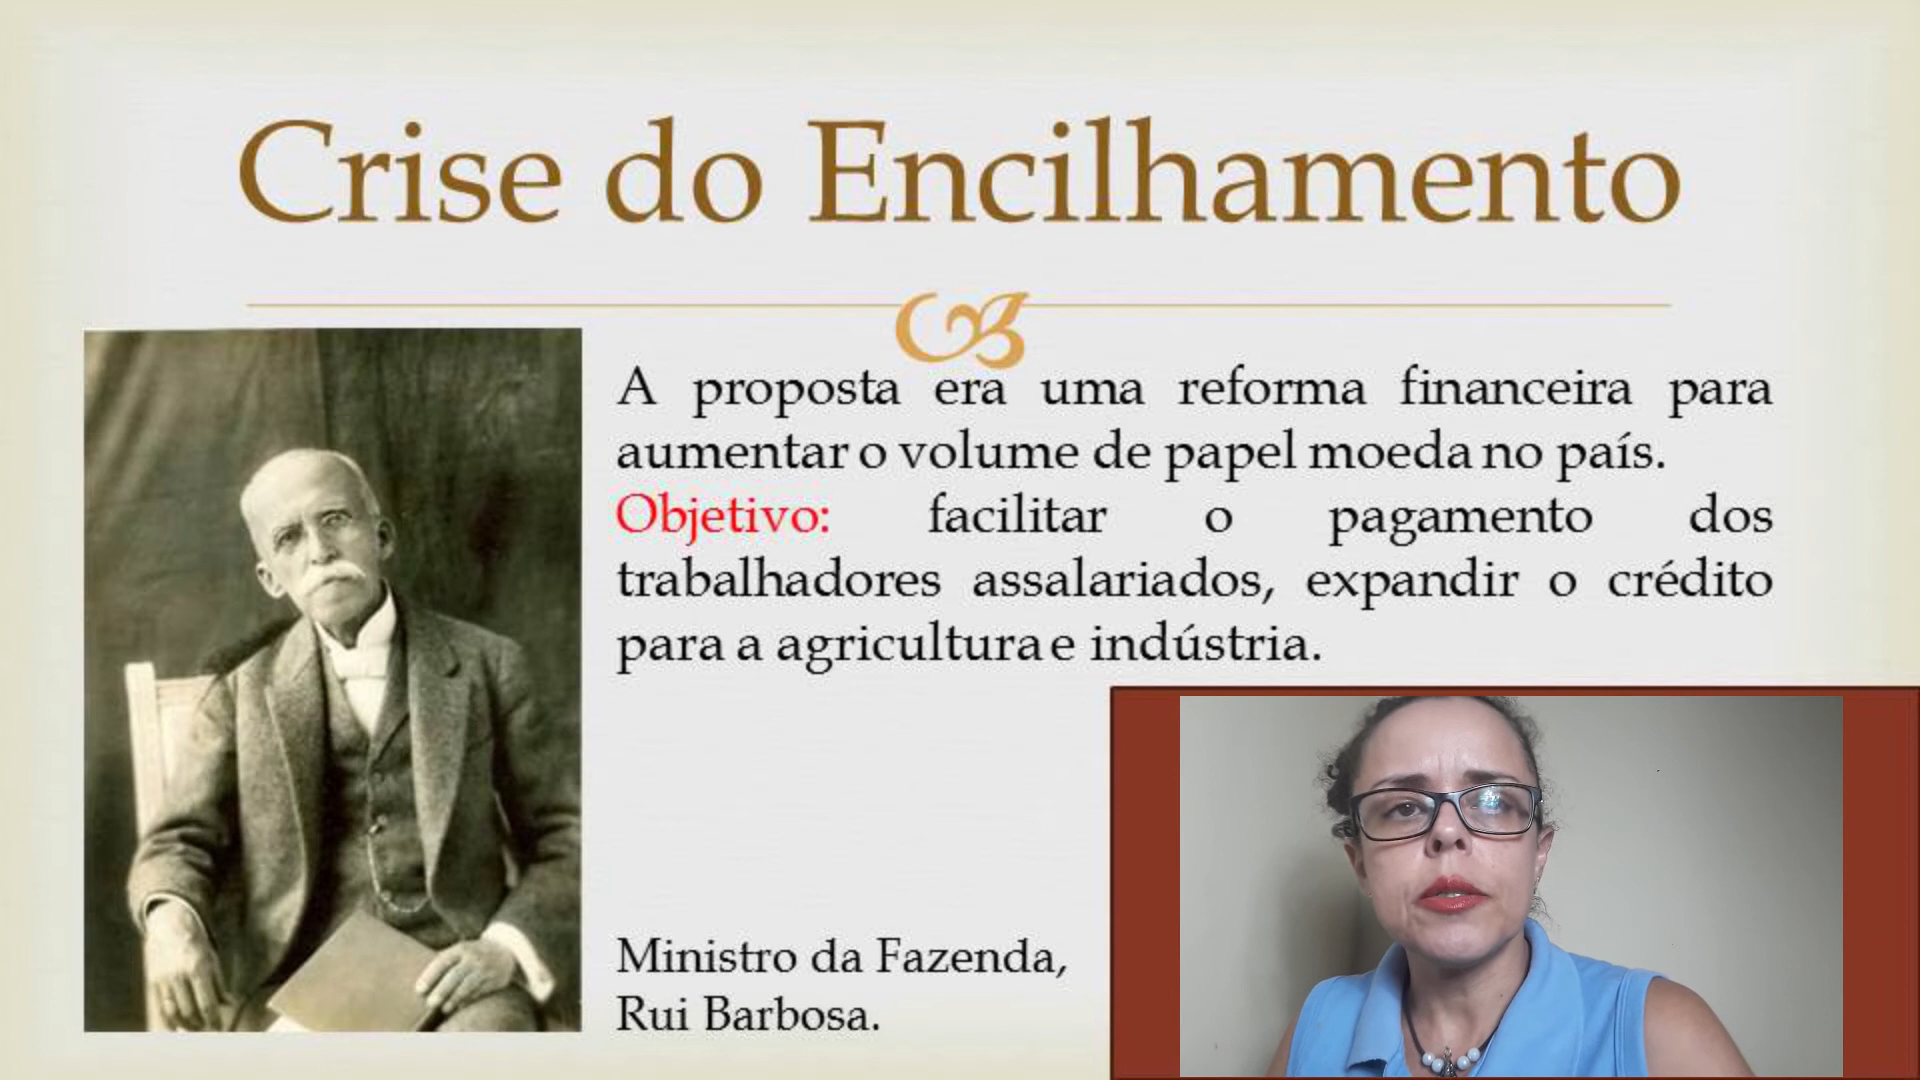 Crise do Encilhamento
A proposta era uma reforma financeira para
aumentar o volume de papel moeda no país.
Objetivo: facilitar o pagamento dos
trabalhadores assalariados, expandir o crédito
para a agricultura e indústria.
Ministro da Fazenda,
Rui Barbosa.